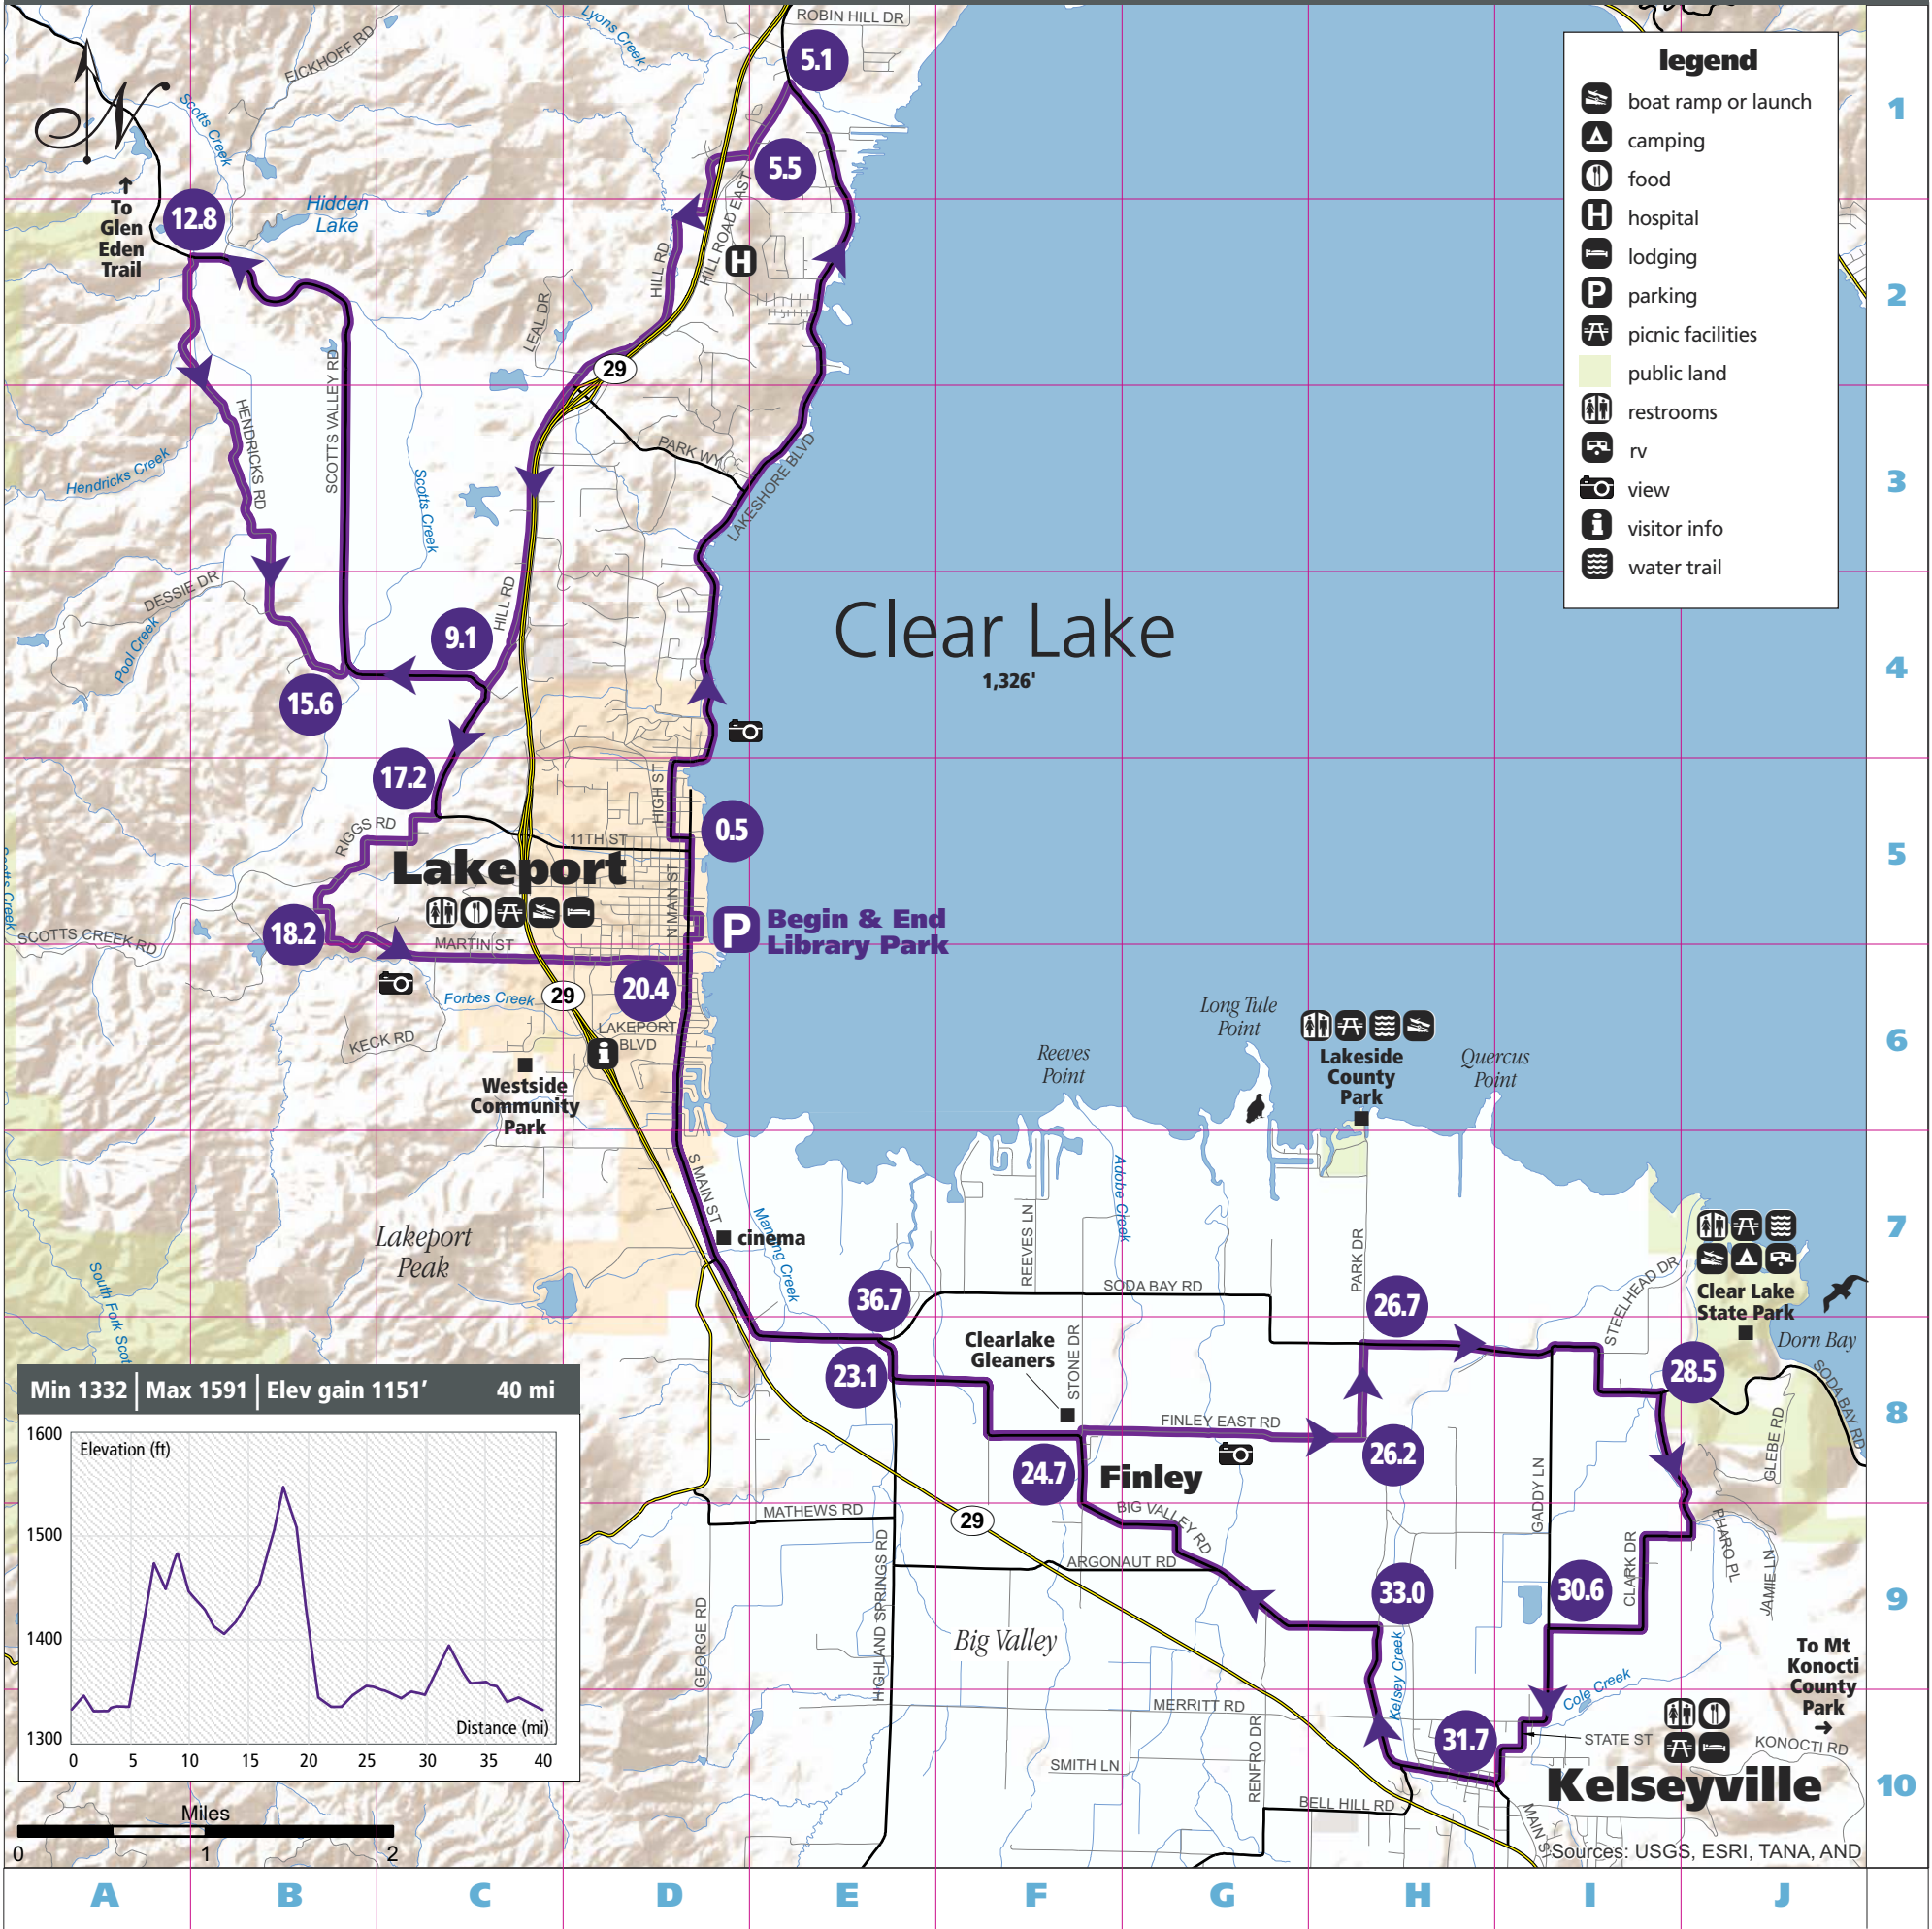 ROBIN HILL DR
Lyons Creek
EICKHOFF RD
N
Scotts Creek
5.1
5.5
legend
boat ramp or launch
camping
food
H hospital
lodging
P parking
picnic facilities
public land
restrooms
rv
view
i visitor info
water trail
1
To
Glen
Eden
Trail
12.8
Hidden
Lake
HILL ROAD EAST
HILL RD
H
LEAL DR
29
2
SCOTTS VALLEY RD
HENDRICKS RD
Hendricks Creek
Scotts Creek
PARK WY
LAKESHORE BLVD
3
DESSIE DR
Pool Creek
HILL RD
9.1
15.6
Clear Lake
1,326'
4
17.2
RIGGS RD
HIGH ST
0.5
11TH ST
Lakeport
N MAIN ST
P
Begin & End
Library Park
Scotts Creek
5
SCOTTS CREEK RD
18.2
MARTIN ST
20.4
Forbes Creek
29
LAKEPORT
BLVD
KECK RD
i
Westside
Community
Park
Long Tule
Point
Reeves
Point
Lakeside
County
Park
Quercus
Point
6
S MAIN ST
cinema
Manning Creek
Adobe Creek
REEVES LN
PARK DR
Lakeport
Peak
South Fork Scot
SODA BAY RD
STEELHEAD DR
Clear Lake
State Park
Dorn Bay
7
36.7
26.7
23.1
Clearlake
Gleaners
STONE DR
FINLEY EAST RD
28.5
SODA BAY RD
GLEBE RD
24.7
Finley
26.2
8
MATHEWS RD
29
BIG VALLEY RD
ARGONAUT RD
HIGHLAND SPRINGS RD
GEORGE RD
Big Valley
33.0
30.6
GADDY LN
CLARK DR
PHARO PL
JAMIE LN
9
Kelsey Creek
Cole Creek
To Mt
Konocti
County
Park
MERRITT RD
SMITH LN
RENFRO DR
31.7
STATE ST
KONOCTI RD
Kelseyville
BELL HILL RD
MAIN ST
10
Sources: USGS, ESRI, TANA, AND
Min 1332 | Max 1591 | Elev gain 1151’ 40 mi
Elevation (ft)
1600
1500
1400
1300
Distance (mi)
0 5 10 15 20 25 30 35 40
Miles
0 1 2
A B C D E F G H I J